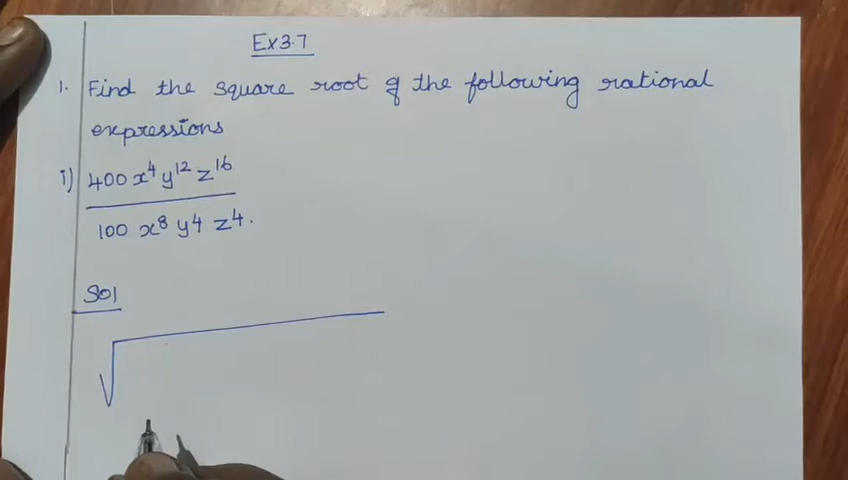 Ex 3.7
1. Find the square root of the following rational
expressions
i) 400 x⁴ y¹² z¹⁶
100 x⁸ y⁴ z⁴.
Sol
√